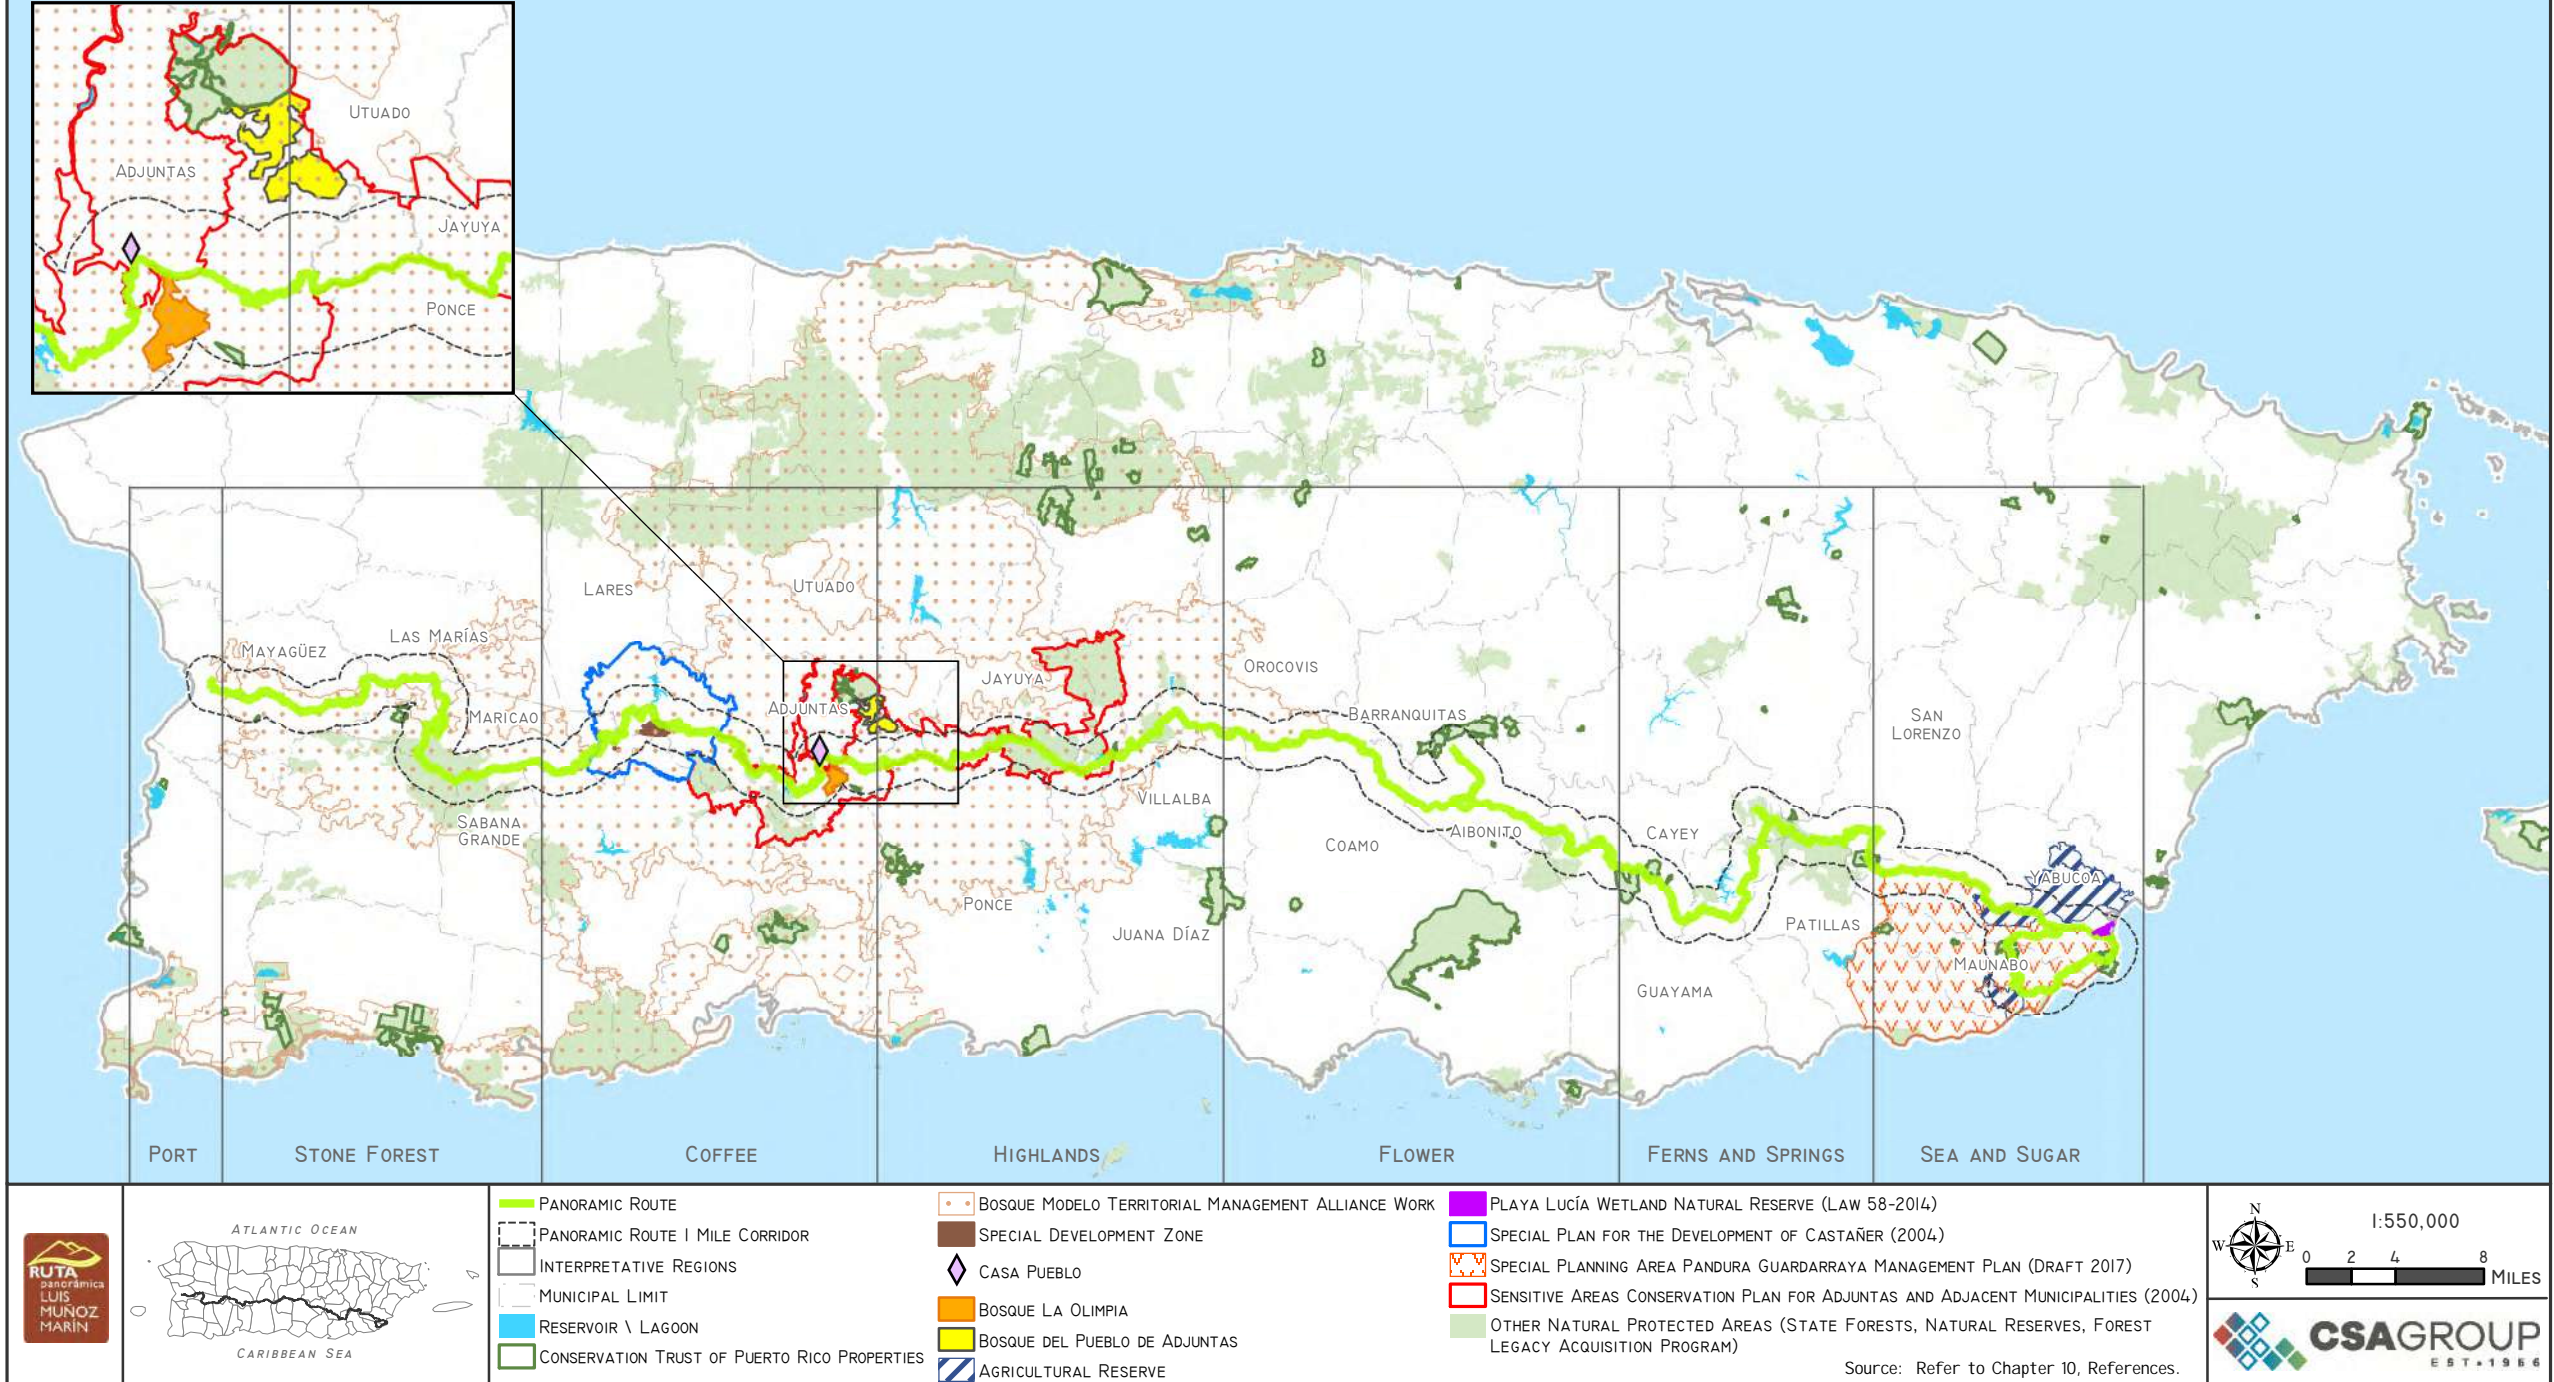 UTUADO
ADJUNTAS
JAYUYA
PONCE
LARES
UTUADO
LAS MARÍAS
MAYAGÜEZ
OROCOVIS
JAYUYA
ADJUNTAS
MARICAO
BARRANQUITAS
SAN
LORENZO
VILLALBA
SABANA
GRANDE
AIBONITO
CAYEY
COAMO
YABUCOA
PONCE
JUANA DÍAZ
PATILLAS
MAUNABO
GUAYAMA
PORT
STONE FOREST
COFFEE
HIGHLANDS
FLOWER
FERNS AND SPRINGS
SEA AND SUGAR
RUTA
panorámica
LUIS
MUÑOZ
MARÍN
ATLANTIC OCEAN
CARIBBEAN SEA
PANORAMIC ROUTE
PANORAMIC ROUTE 1 MILE CORRIDOR
INTERPRETATIVE REGIONS
MUNICIPAL LIMIT
RESERVOIR \ LAGOON
CONSERVATION TRUST OF PUERTO RICO PROPERTIES
BOSQUE MODELO TERRITORIAL MANAGEMENT ALLIANCE WORK
SPECIAL DEVELOPMENT ZONE
CASA PUEBLO
BOSQUE LA OLIMPIA
BOSQUE DEL PUEBLO DE ADJUNTAS
AGRICULTURAL RESERVE
PLAYA LUCÍA WETLAND NATURAL RESERVE (LAW 58-2014)
SPECIAL PLAN FOR THE DEVELOPMENT OF CASTAÑER (2004)
SPECIAL PLANNING AREA PANDURA GUARDARRAYA MANAGEMENT PLAN (DRAFT 2017)
SENSITIVE AREAS CONSERVATION PLAN FOR ADJUNTAS AND ADJACENT MUNICIPALITIES (2004)
OTHER NATURAL PROTECTED AREAS (STATE FORESTS, NATURAL RESERVES, FOREST
LEGACY ACQUISITION PROGRAM)
Source: Refer to Chapter 10, References.
N
W E
S
1:550,000
0 2 4 8
MILES
CSAGROUP
EST•1956